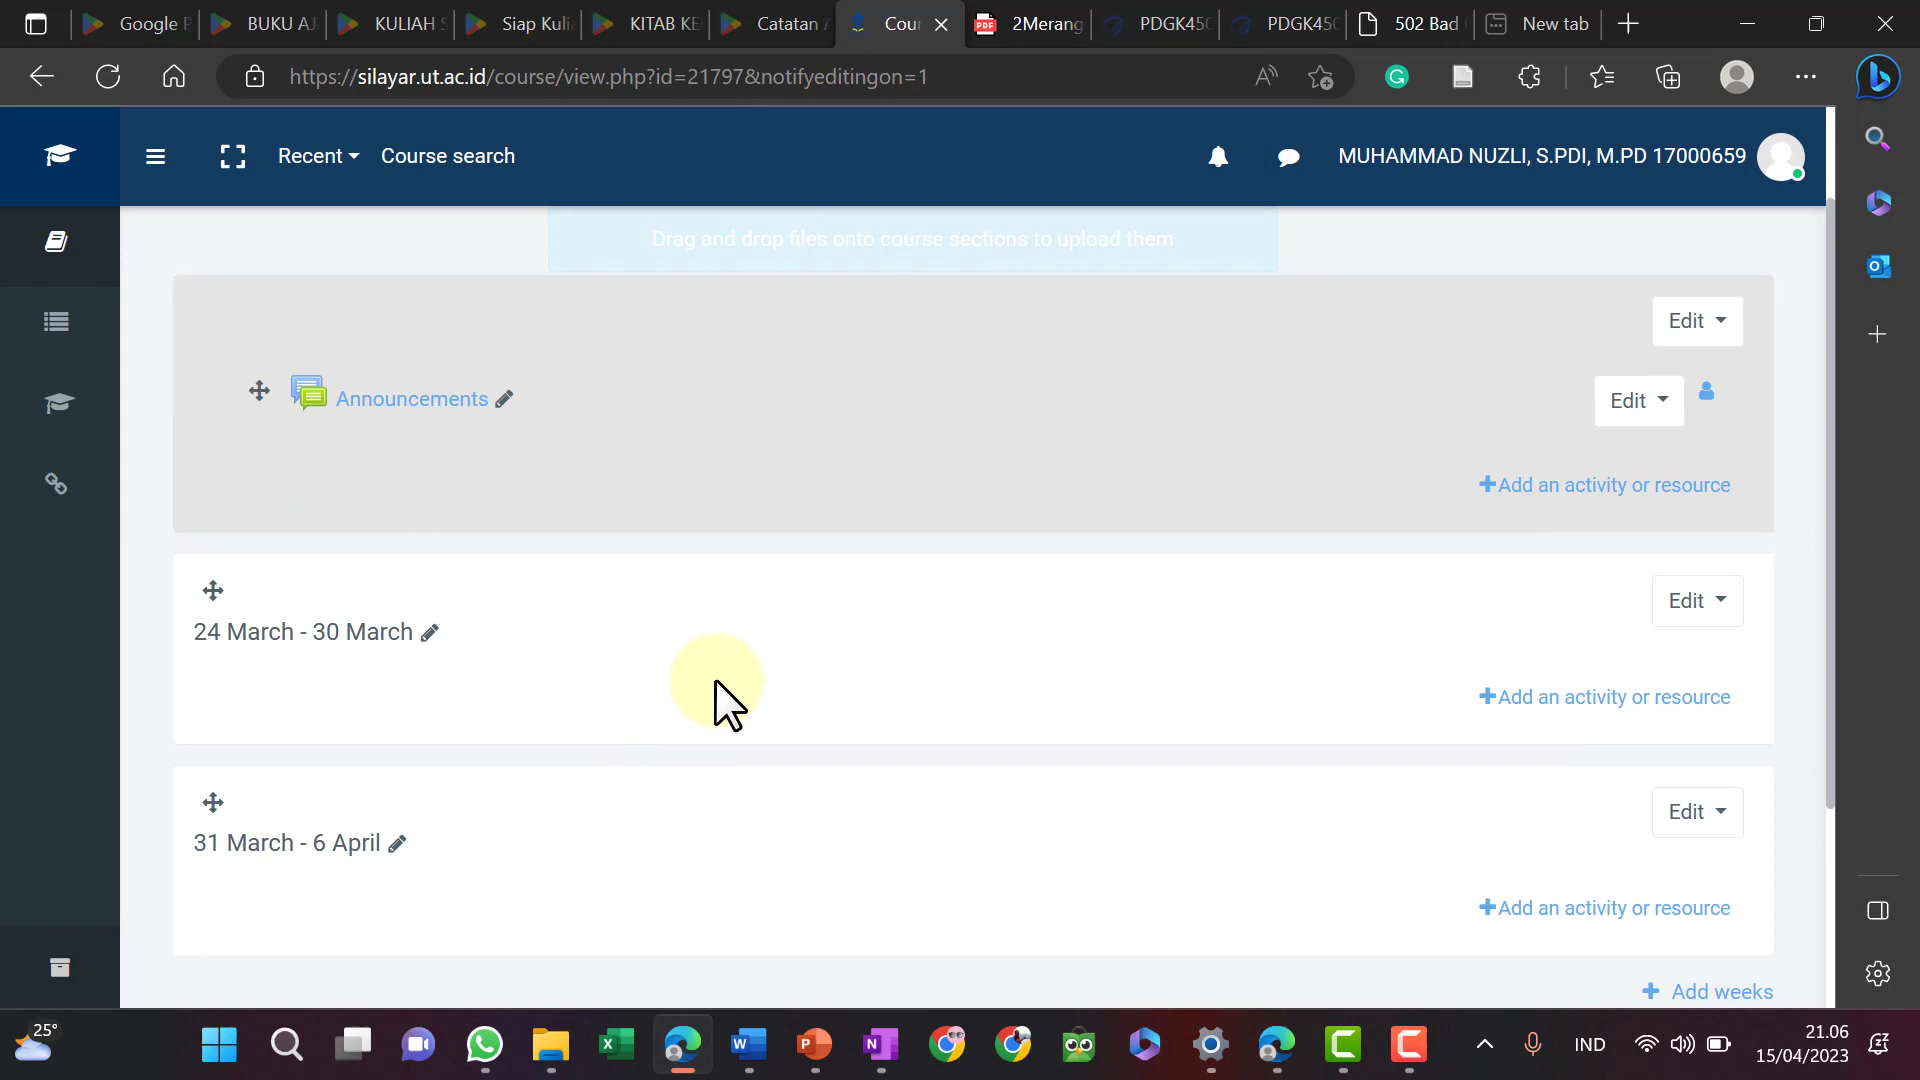 Google P
BUKU AJ
KULIAH S
Siap Kuli
KITAB KE
Catatan A
Cou
2Merang
PDGK450
PDGK450
502 Bad
New tab
https://silayar.ut.ac.id/course/view.php?id=21797&notifyeditingon=1
Recent
Course search
MUHAMMAD NUZLI, S.PDI, M.PD 17000659
Drag and drop files onto course sections to upload them
Edit
Announcements
Edit
Add an activity or resource
Edit
24 March - 30 March
Add an activity or resource
Edit
31 March - 6 April
Add an activity or resource
Add weeks
25°
IND
21.06
15/04/2023